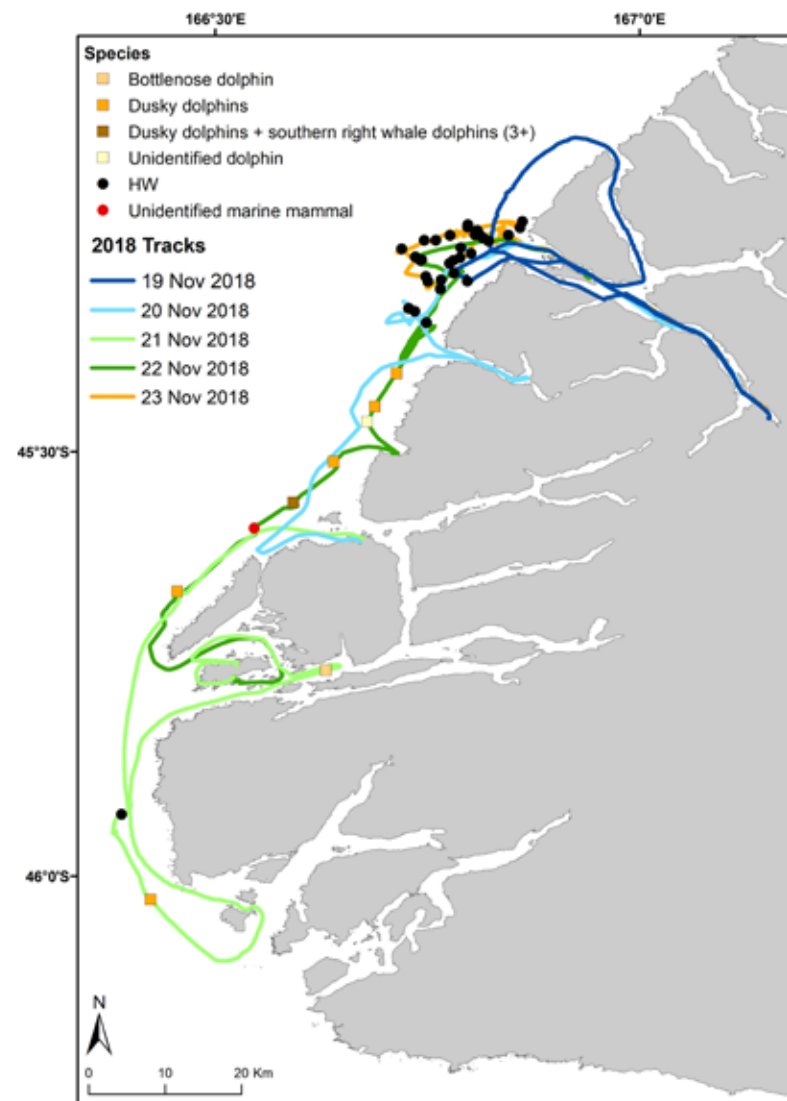 166°30'E 167°0'E
Species
Bottlenose dolphin
Dusky dolphins
Dusky dolphins + southern right whale dolphins (3+)
Unidentified dolphin
HW
Unidentified marine mammal
2018 Tracks
19 Nov 2018
20 Nov 2018
21 Nov 2018
22 Nov 2018
23 Nov 2018
45°30'S
46°0'S
N
0 10 20 Km